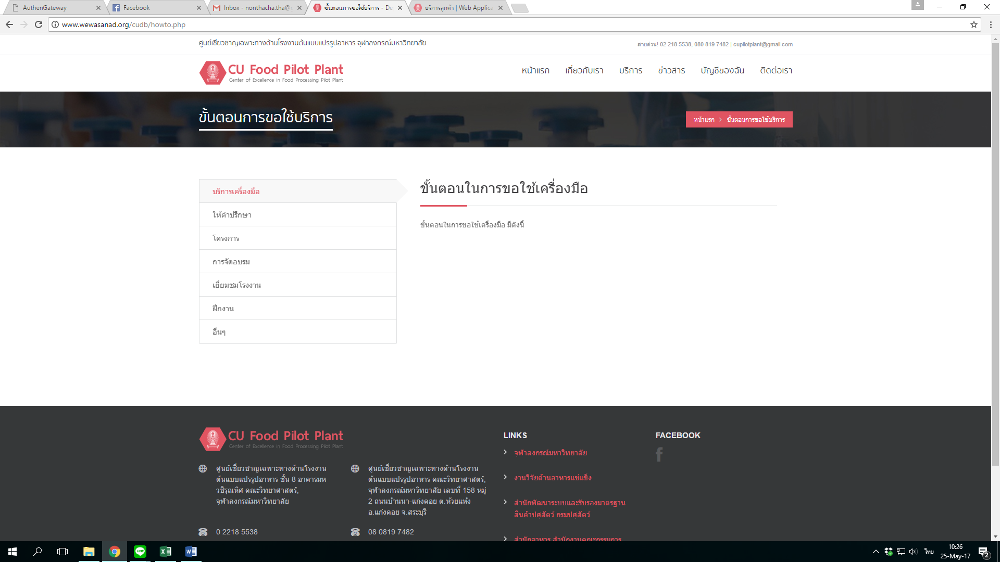 AuthenGateway
Facebook
Inbox - nonthacha.tha@g
ขั้นตอนการขอใช้บริการ - De
บริการลูกค้า | Web Applica
www.wewasanad.org/cudb/howto.php
ศูนย์เชี่ยวชาญเฉพาะทางด้านโรงงานต้นแบบแปรรูปอาหาร จุฬาลงกรณ์มหาวิทยาลัย
สายด่วน! 02 218 5538, 080 819 7482 | cupilotplant@gmail.com
CU Food Pilot Plant
Center of Excellence in Food Processing Pilot Plant
หน้าแรก เกี่ยวกับเรา บริการ ข่าวสาร บัญชีของฉัน ติดต่อเรา
ขั้นตอนการขอใช้บริการ
หน้าแรก > ขั้นตอนการขอใช้บริการ
บริการเครื่องมือ
ให้คำปรึกษา
โครงการ
การจัดอบรม
เยี่ยมชมโรงงาน
ฝึกงาน
อื่นๆ
ขั้นตอนในการขอใช้เครื่องมือ
ขั้นตอนในการขอใช้เครื่องมือ มีดังนี้
CU Food Pilot Plant
Center of Excellence in Food Processing Pilot Plant
ศูนย์เชี่ยวชาญเฉพาะทางด้านโรงงาน
ต้นแบบแปรรูปอาหาร ชั้น 8 อาคารมห
วชิรุณหิศ คณะวิทยาศาสตร์,
จุฬาลงกรณ์มหาวิทยาลัย
0 2218 5538
ศูนย์เชี่ยวชาญเฉพาะทางด้านโรงงาน
ต้นแบบแปรรูปอาหาร คณะวิทยาศาสตร์,
จุฬาลงกรณ์มหาวิทยาลัย เลขที่ 158 หมู่
2 ถนนบ้านนา-แก่งคอย ต.ห้วยแห้ง
อ.แก่งคอย จ.สระบุรี
08 0819 7482
LINKS
จุฬาลงกรณ์มหาวิทยาลัย
งานวิจัยด้านอาหารแช่แข็ง
สำนักพัฒนาระบบและรับรองมาตรฐาน
สินค้าปศุสัตว์ กรมปศุสัตว์
สำนักอาหาร สำนักงานคณะกรรมการ
FACEBOOK
ไทย
10:26
25-May-17
2